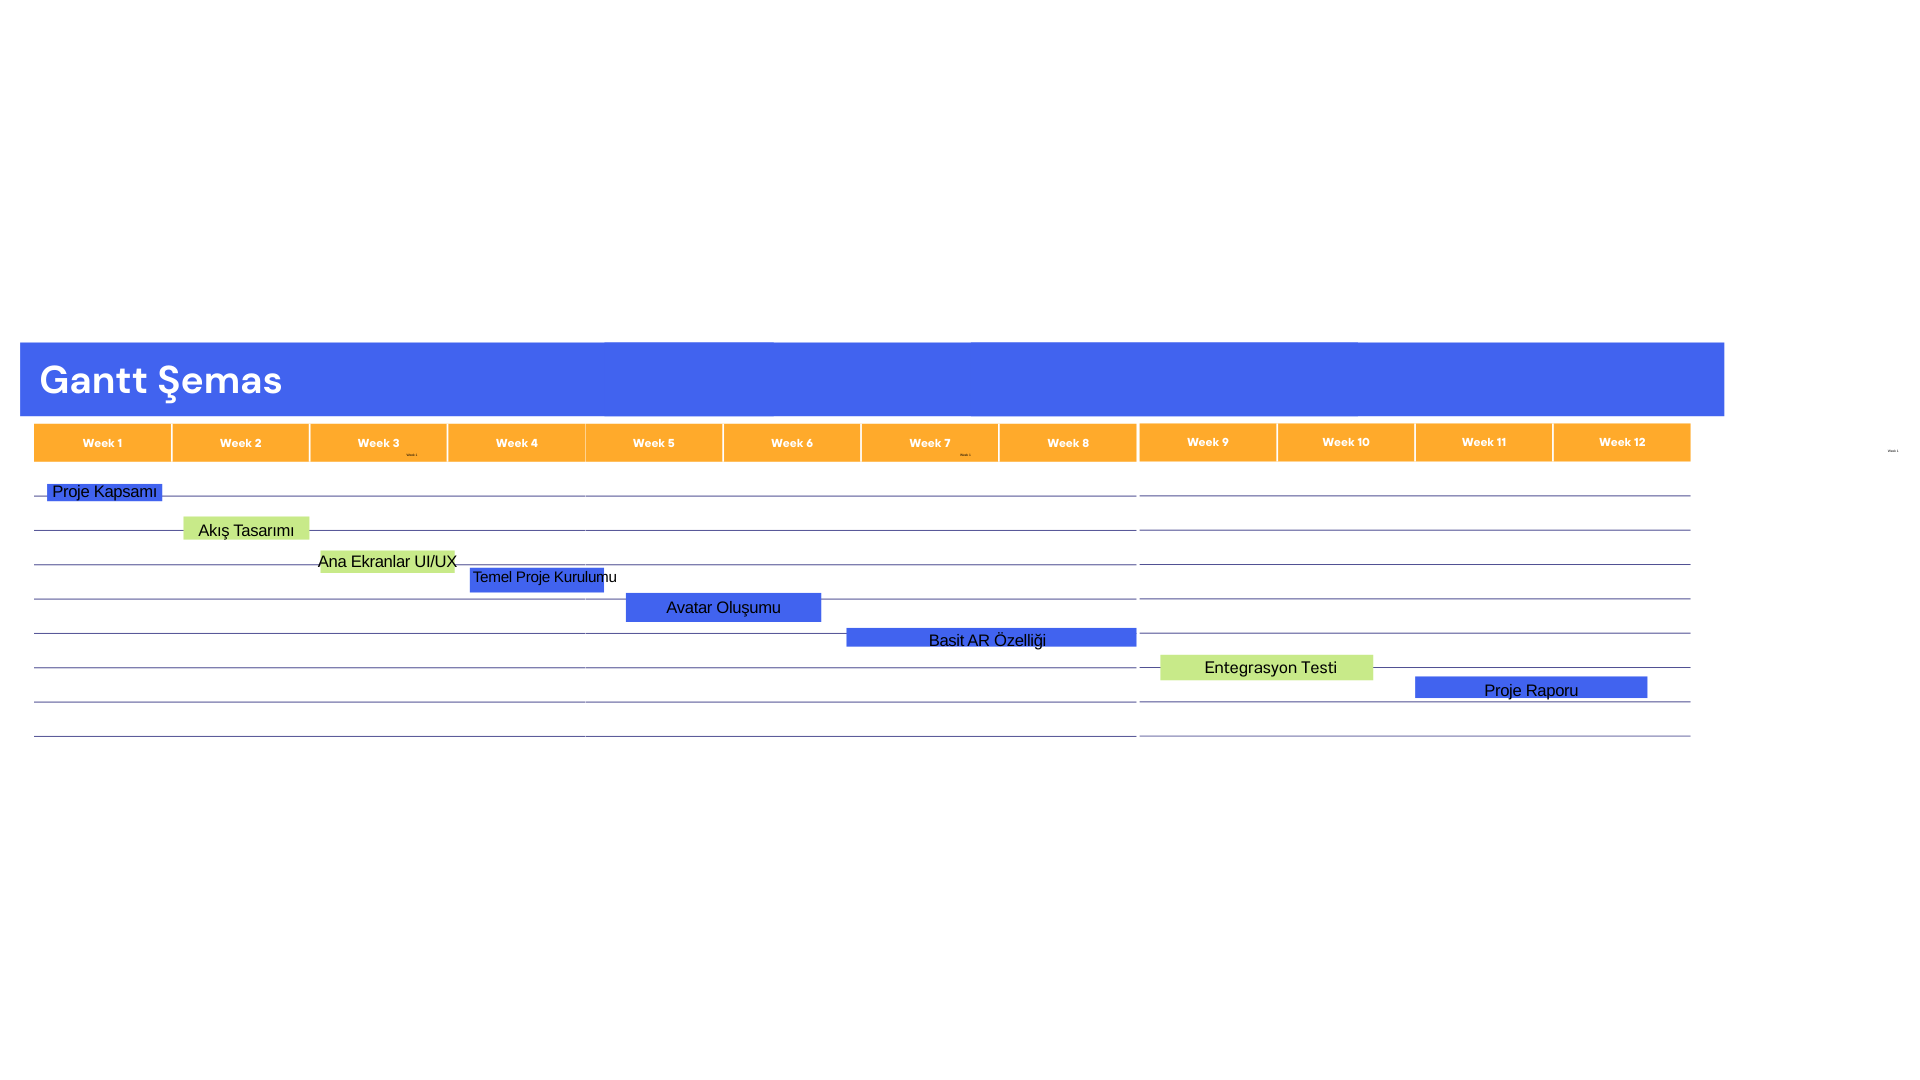 Gantt Şemas
Week 1 Week 2 Week 3 Week 4 Week 5 Week 6 Week 7 Week 8 Week 9 Week 10 Week 11 Week 12
Proje Kapsamı
Akış Tasarımı
Ana Ekranlar UI/UX
Temel Proje Kurulumu
Avatar Oluşumu
Basit AR Özelliği
Entegrasyon Testi
Proje Raporu